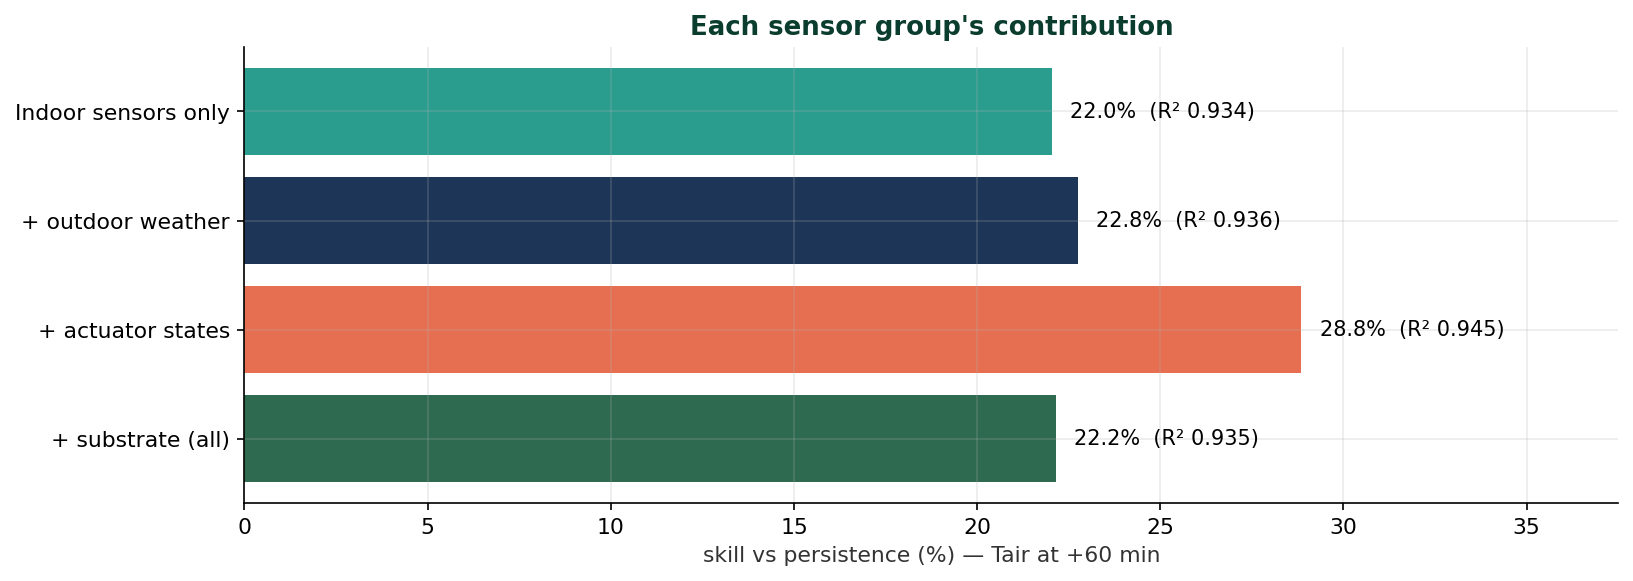 Each sensor group's contribution
Indoor sensors only
22.0%  (R² 0.934)
+ outdoor weather
22.8%  (R² 0.936)
+ actuator states
28.8%  (R² 0.945)
+ substrate (all)
22.2%  (R² 0.935)
0 5 10 15 20 25 30 35
skill vs persistence (%) — Tair at +60 min